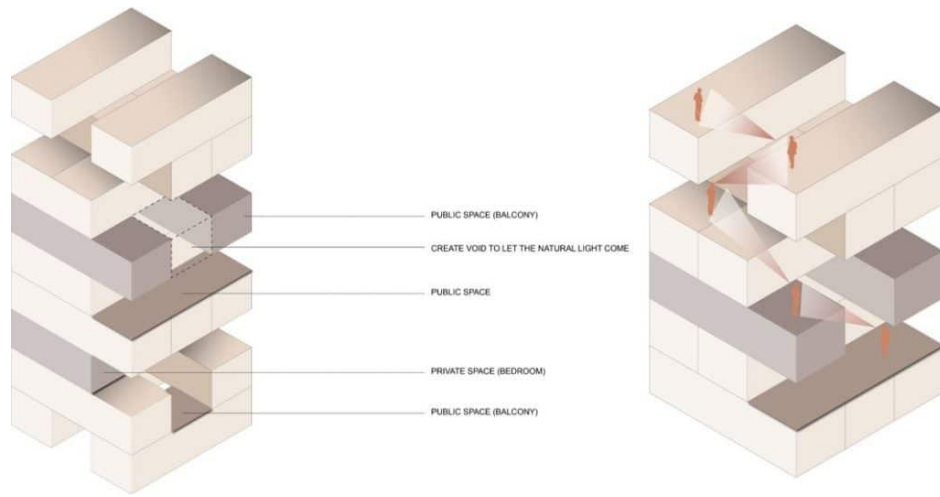 PUBLIC SPACE (BALCONY)
CREATE VOID TO LET THE NATURAL LIGHT COME
PUBLIC SPACE
PRIVATE SPACE (BEDROOM)
PUBLIC SPACE (BALCONY)